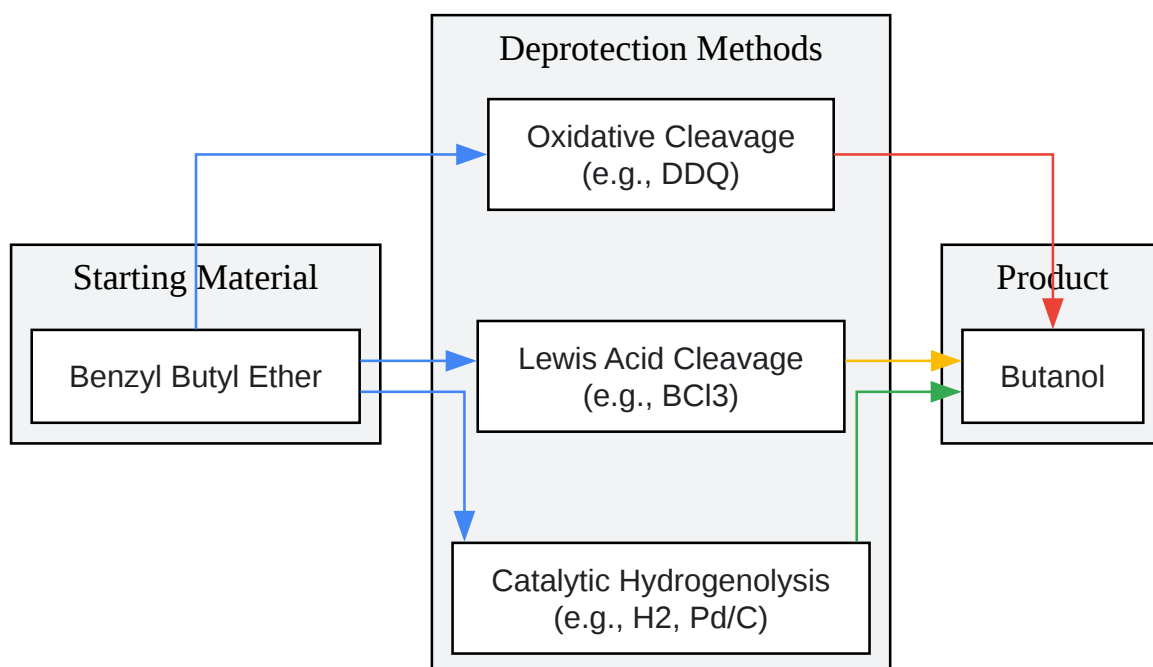 Deprotection Methods
Oxidative Cleavage
(e.g., DDQ)
Starting Material
Benzyl Butyl Ether
Lewis Acid Cleavage
(e.g., BCl3)
Product
Butanol
Catalytic Hydrogenolysis
(e.g., H2, Pd/C)